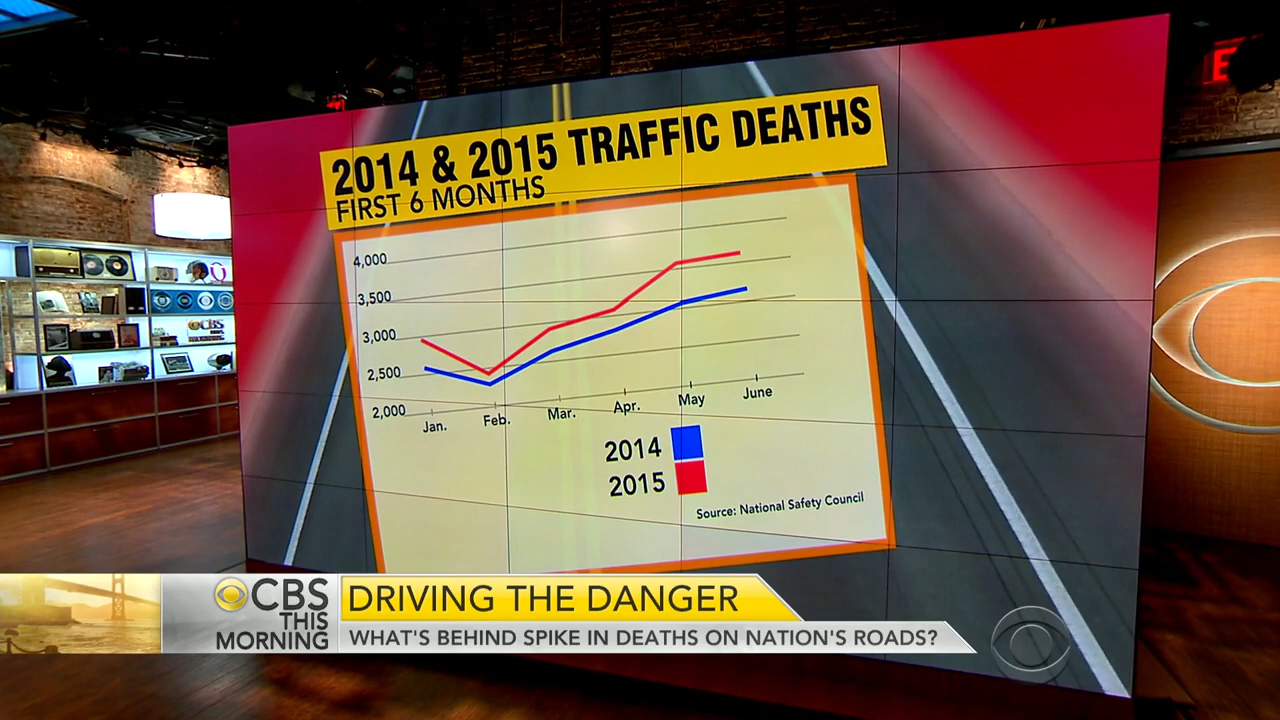 2014 & 2015 TRAFFIC DEATHS
FIRST 6 MONTHS
4,000
3,500
3,000
2,500
2,000
Jan. Feb. Mar. Apr. May June
2014
2015
Source: National Safety Council
CBS
CBS
THIS
MORNING
DRIVING THE DANGER
WHAT'S BEHIND SPIKE IN DEATHS ON NATION'S ROADS?